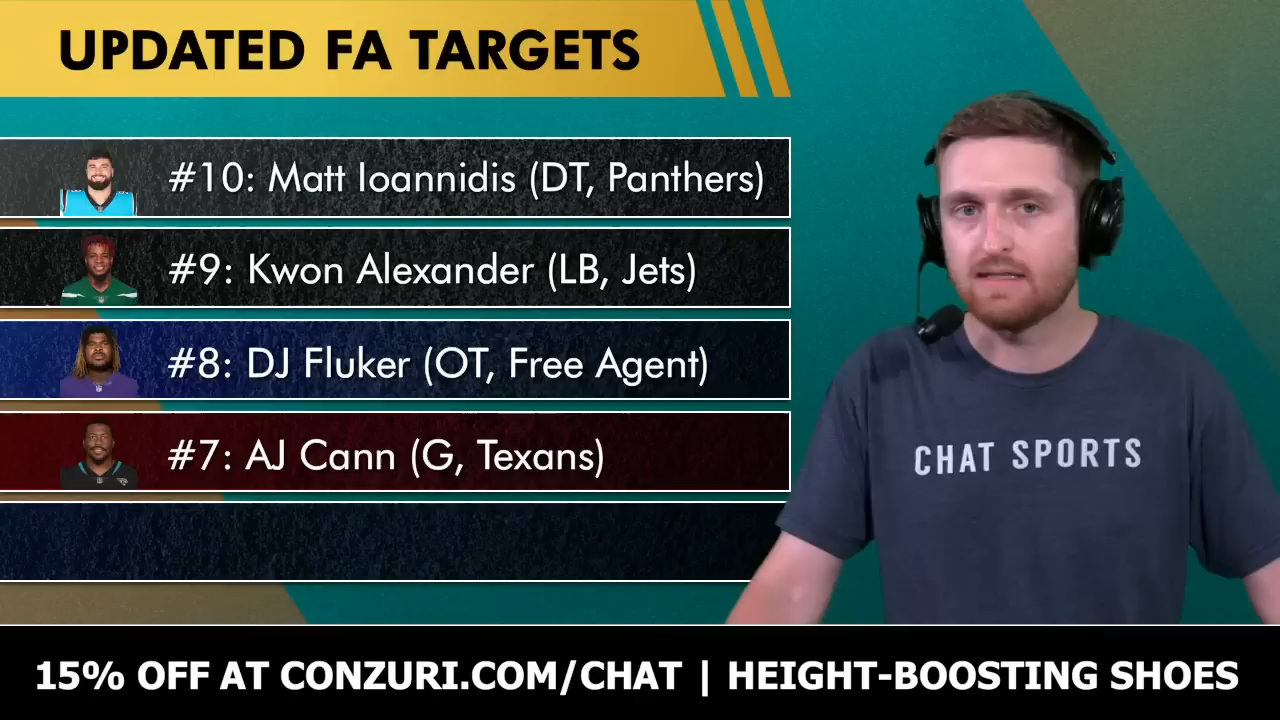 UPDATED FA TARGETS
#10: Matt Ioannidis (DT, Panthers)
#9: Kwon Alexander (LB, Jets)
#8: DJ Fluker (OT, Free Agent)
#7: AJ Cann (G, Texans)
CHAT SPORTS
15% OFF AT CONZURI.COM/CHAT | HEIGHT-BOOSTING SHOES